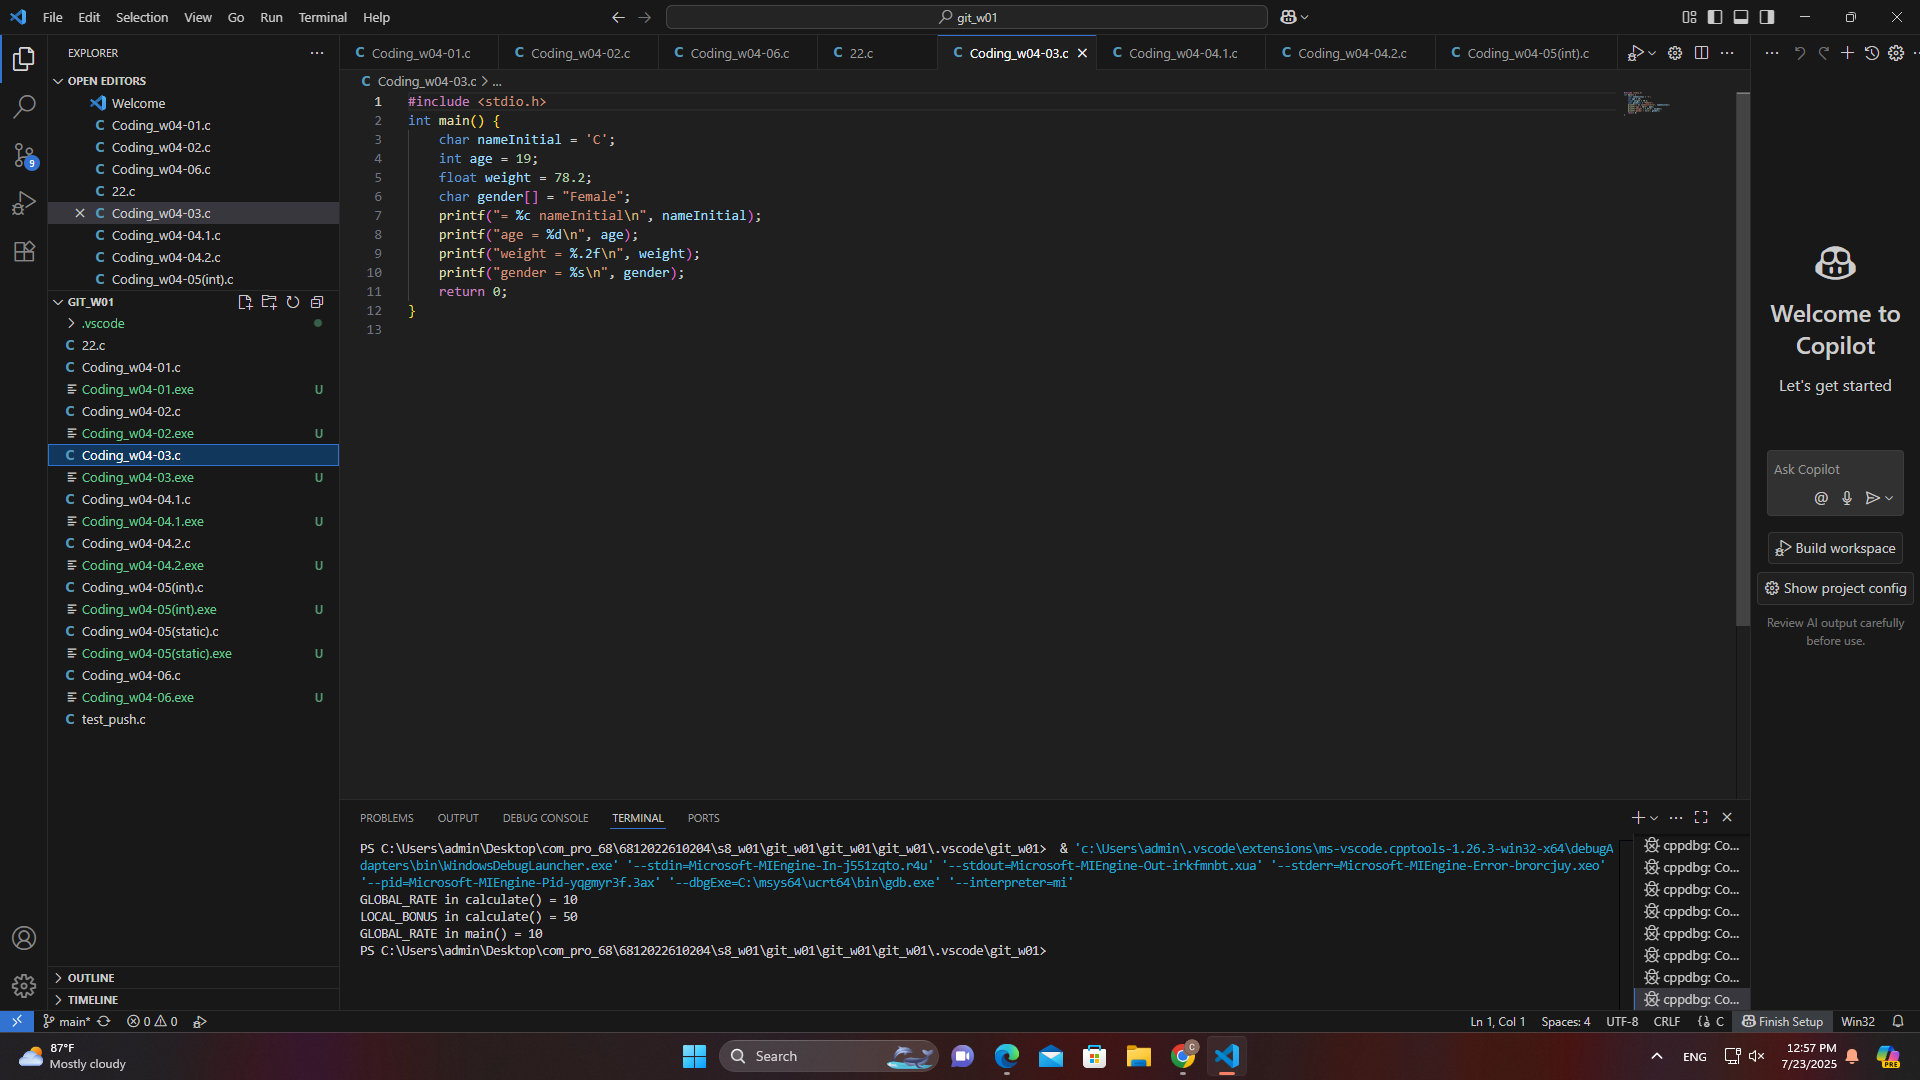 File Edit Selection View Go Run Terminal Help
git_w01
EXPLORER
OPEN EDITORS
Welcome
Coding_w04-01.c
Coding_w04-02.c
Coding_w04-06.c
22.c
Coding_w04-03.c
Coding_w04-04.1.c
Coding_w04-04.2.c
Coding_w04-05(int).c
GIT_W01
.vscode
22.c
Coding_w04-01.c
Coding_w04-01.exe U
Coding_w04-02.c
Coding_w04-02.exe U
Coding_w04-03.c
Coding_w04-03.exe U
Coding_w04-04.1.c
Coding_w04-04.1.exe U
Coding_w04-04.2.c
Coding_w04-04.2.exe U
Coding_w04-05(int).c
Coding_w04-05(int).exe U
Coding_w04-05(static).c
Coding_w04-05(static).exe U
Coding_w04-06.c
Coding_w04-06.exe U
test_push.c
OUTLINE
TIMELINE
9
Coding_w04-01.c Coding_w04-02.c Coding_w04-06.c 22.c Coding_w04-03.c Coding_w04-04.1.c Coding_w04-04.2.c Coding_w04-05(int).c
Coding_w04-03.c > ...
1 #include <stdio.h>
2 int main() {
3 char nameInitial = 'C';
4 int age = 19;
5 float weight = 78.2;
6 char gender[] = "Female";
7 printf("= %c nameInitial\n", nameInitial);
8 printf("age = %d\n", age);
9 printf("weight = %.2f\n", weight);
10 printf("gender = %s\n", gender);
11 return 0;
12 }
13
PROBLEMS OUTPUT DEBUG CONSOLE TERMINAL PORTS
PS C:\Users\admin\Desktop\com_pro_68\6812022610204\s8_w01\git_w01\git_w01\git_w01\.vscode\git_w01> & 'c:\Users\admin\.vscode\extensions\ms-vscode.cpptools-1.26.3-win32-x64\debugA
dapters\bin\WindowsDebugLauncher.exe' '--stdin=Microsoft-MIEngine-In-j551zqto.r4u' '--stdout=Microsoft-MIEngine-Out-irkfmnbt.xua' '--stderr=Microsoft-MIEngine-Error-brorcjuy.xeo'
'--pid=Microsoft-MIEngine-Pid-yqgmyr3f.3ax' '--dbgExe=C:\msys64\ucrt64\bin\gdb.exe' '--interpreter=mi'
GLOBAL_RATE in calculate() = 10
LOCAL_BONUS in calculate() = 50
GLOBAL_RATE in main() = 10
PS C:\Users\admin\Desktop\com_pro_68\6812022610204\s8_w01\git_w01\git_w01\git_w01\.vscode\git_w01>
cppdbg: Co...
cppdbg: Co...
cppdbg: Co...
cppdbg: Co...
cppdbg: Co...
cppdbg: Co...
cppdbg: Co...
cppdbg: Co...
Welcome to
Copilot
Let's get started
Ask Copilot
Build workspace
Show project config
Review AI output carefully
before use.
main* 0 0
Ln 1, Col 1 Spaces: 4 UTF-8 CRLF C Finish Setup Win32
87°F
Mostly cloudy
Search
ENG
12:57 PM
7/23/2025